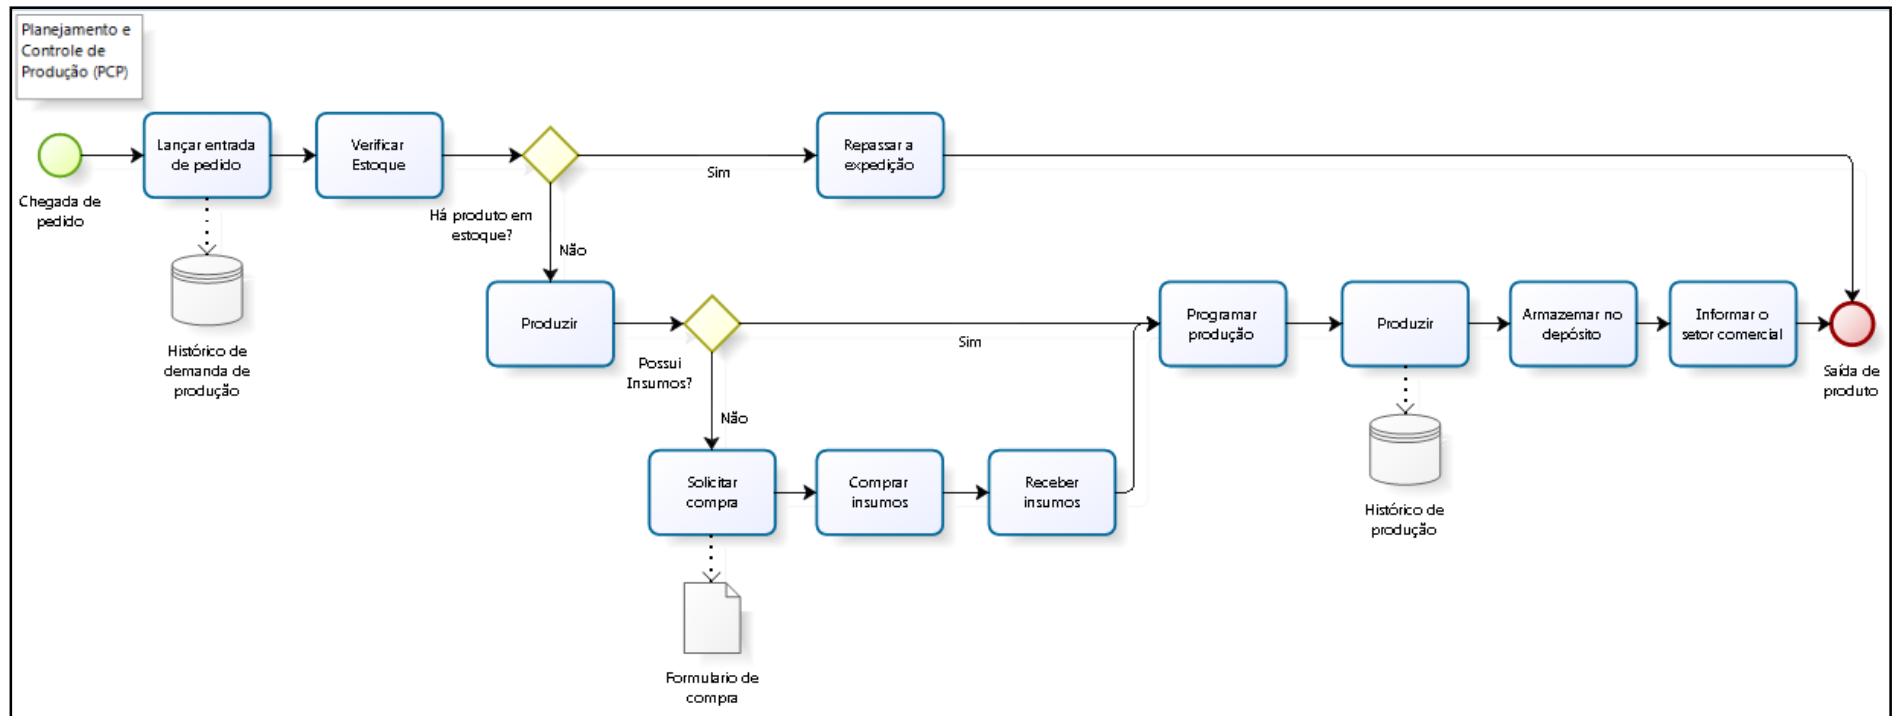 Planejamento e
Controle de
Produção (PCP)
Chegada de
pedido
Lançar entrada
de pedido
Histórico de
demanda de
produção
Verificar
Estoque
Há produto em
estoque?
Sim
Não
Repassar a
expedição
Produzir
Possui
Insumos?
Sim
Não
Solicitar
compra
Formulario de
compra
Comprar
insumos
Receber
insumos
Programar
produção
Produzir
Histórico de
produção
Armazemar no
depósito
Informar o
setor comercial
Saída de
produto